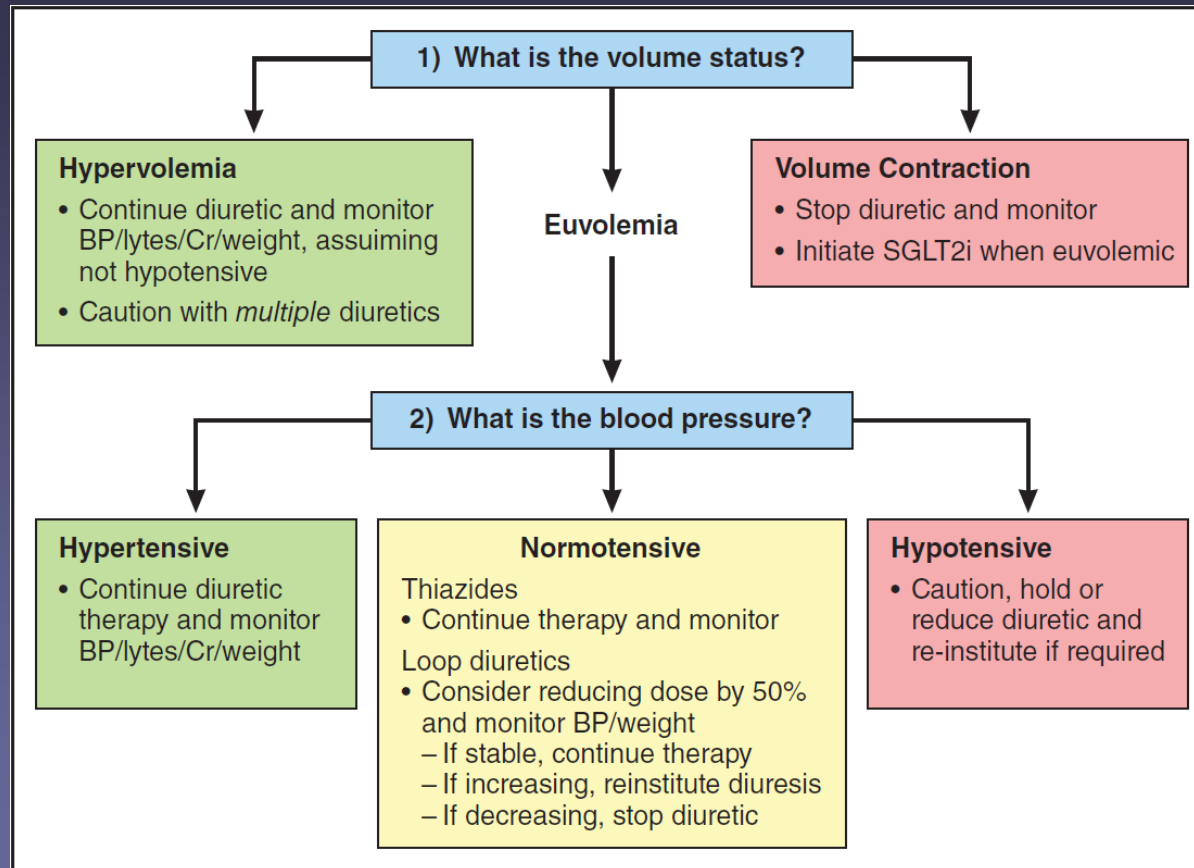 1) What is the volume status?
Hypervolemia
• Continue diuretic and monitor
BP/lytes/Cr/weight, assuiming
not hypotensive
• Caution with multiple diuretics
Euvolemia
Volume Contraction
• Stop diuretic and monitor
• Initiate SGLT2i when euvolemic
2) What is the blood pressure?
Hypertensive
• Continue diuretic
therapy and monitor
BP/lytes/Cr/weight
Normotensive
Thiazides
• Continue therapy and monitor
Loop diuretics
• Consider reducing dose by 50%
and monitor BP/weight
– If stable, continue therapy
– If increasing, reinstitute diuresis
– If decreasing, stop diuretic
Hypotensive
• Caution, hold or
reduce diuretic and
re-institute if required